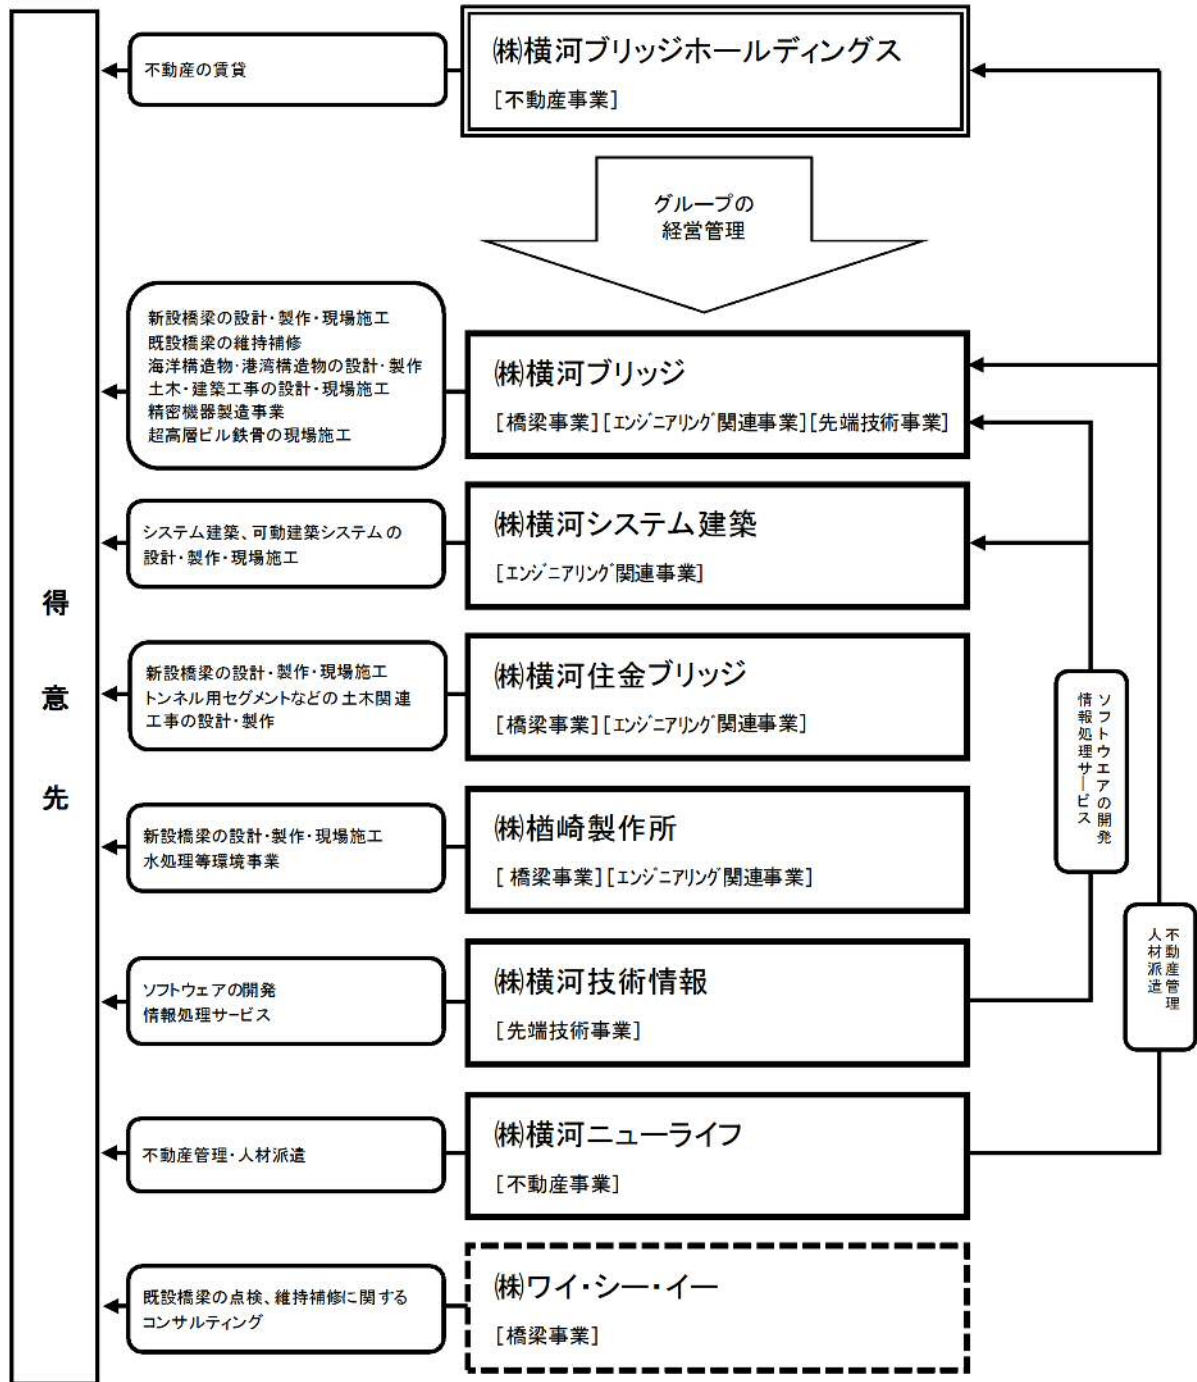 得意先
不動産の賃貸
㈱横河ブリッジホールディングス
[不動産事業]
グループの
経営管理
新設橋梁の設計・製作・現場施工
既設橋梁の維持補修
海洋構造物・港湾構造物の設計・製作
土木・建築工事の設計・現場施工
精密機器製造事業
超高層ビル鉄骨の現場施工
㈱横河ブリッジ
[橋梁事業][エンジニアリング関連事業][先端技術事業]
システム建築、可動建築システムの
設計・製作・現場施工
㈱横河システム建築
[エンジニアリング関連事業]
新設橋梁の設計・製作・現場施工
トンネル用セグメントなどの土木関連
工事の設計・製作
㈱横河住金ブリッジ
[橋梁事業][エンジニアリング関連事業]
新設橋梁の設計・製作・現場施工
水処理等環境事業
㈱楢崎製作所
[橋梁事業][エンジニアリング関連事業]
ソフトウェアの開発
情報処理サービス
㈱横河技術情報
[先端技術事業]
不動産管理・人材派遣
㈱横河ニューライフ
[不動産事業]
既設橋梁の点検、維持補修に関する
コンサルティング
㈱ワイ・シー・イー
[橋梁事業]
ソフトウエアの開発
情報処理サービス
不動産管理
人材派遣